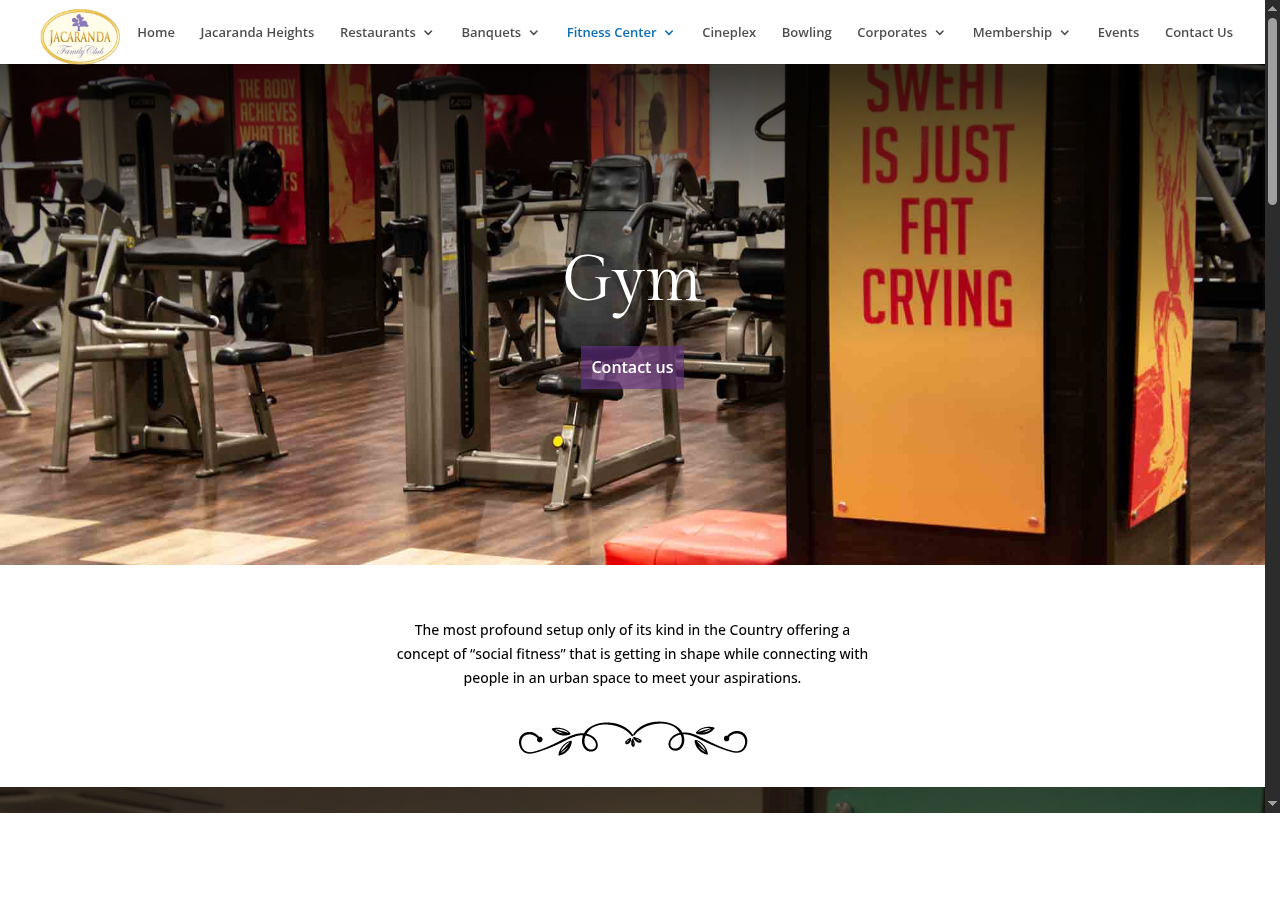 JACARANDA
Family Club
Home
Jacaranda Heights
Restaurants
Banquets
Fitness Center
Cineplex
Bowling
Corporates
Membership
Events
Contact Us
THE BODY
ACHIEVES
WHAT THE
SWEAT
IS JUST
FAT
CRYING
Gym
Contact us
The most profound setup only of its kind in the Country offering a
concept of “social fitness” that is getting in shape while connecting with
people in an urban space to meet your aspirations.